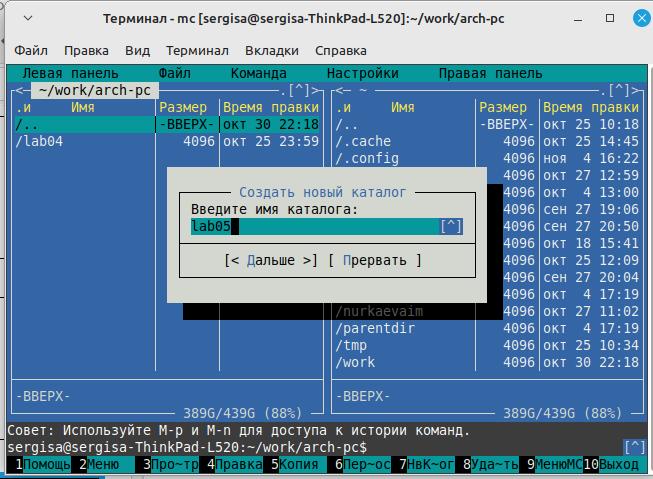 Терминал - mc [sergisa@sergisa-ThinkPad-L520]:~/work/arch-pc
Файл Правка Вид Терминал Вкладки Справка
Левая панель Файл Команда Настройки Правая панель
<─ ~/work/arch-pc .[^]> <─ ~ .[^]>
.и Имя Размер Время правки .и Имя Размер Время правки
/.. -ВВЕРХ- окт 30 22:18 /.. -ВВЕРХ- окт 25 10:18
/lab04 4096 окт 25 23:59 /.cache 4096 окт 25 14:45
/.config 4096 ноя 4 16:22
4096 окт 27 12:59
Создать новый каталог 4096 окт 4 13:00
Введите имя каталога: 4096 сен 27 19:06
lab05 [^] 4096 сен 27 20:50
4096 окт 18 15:41
[< Дальше >] [ Прервать ] 4096 окт 25 12:09
4096 сен 27 20:04
4096 окт 4 17:19
/nurkaevaim 4096 окт 27 11:02
/parentdir 4096 окт 4 17:19
/tmp 4096 окт 25 10:34
/work 4096 окт 30 22:18
-ВВЕРХ- -ВВЕРХ-
389G/439G (88%) 389G/439G (88%)
Совет: Используйте M-p и M-n для доступа к истории команд.
sergisa@sergisa-ThinkPad-L520:~/work/arch-pc$ [^]
1Помощь 2Меню 3Про~тр 4Правка 5Копия 6Пер~ос 7НвК~ог 8Уда~ть 9МенюMC 10Выход